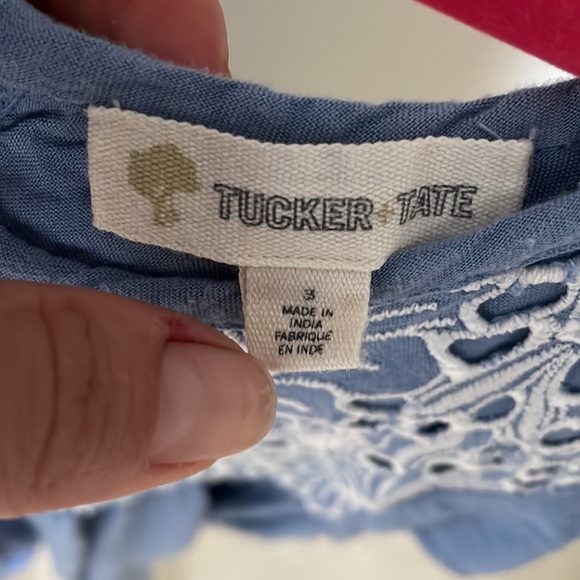 TUCKER + TATE
3
MADE IN
INDIA
FABRIQUÉ
EN INDE